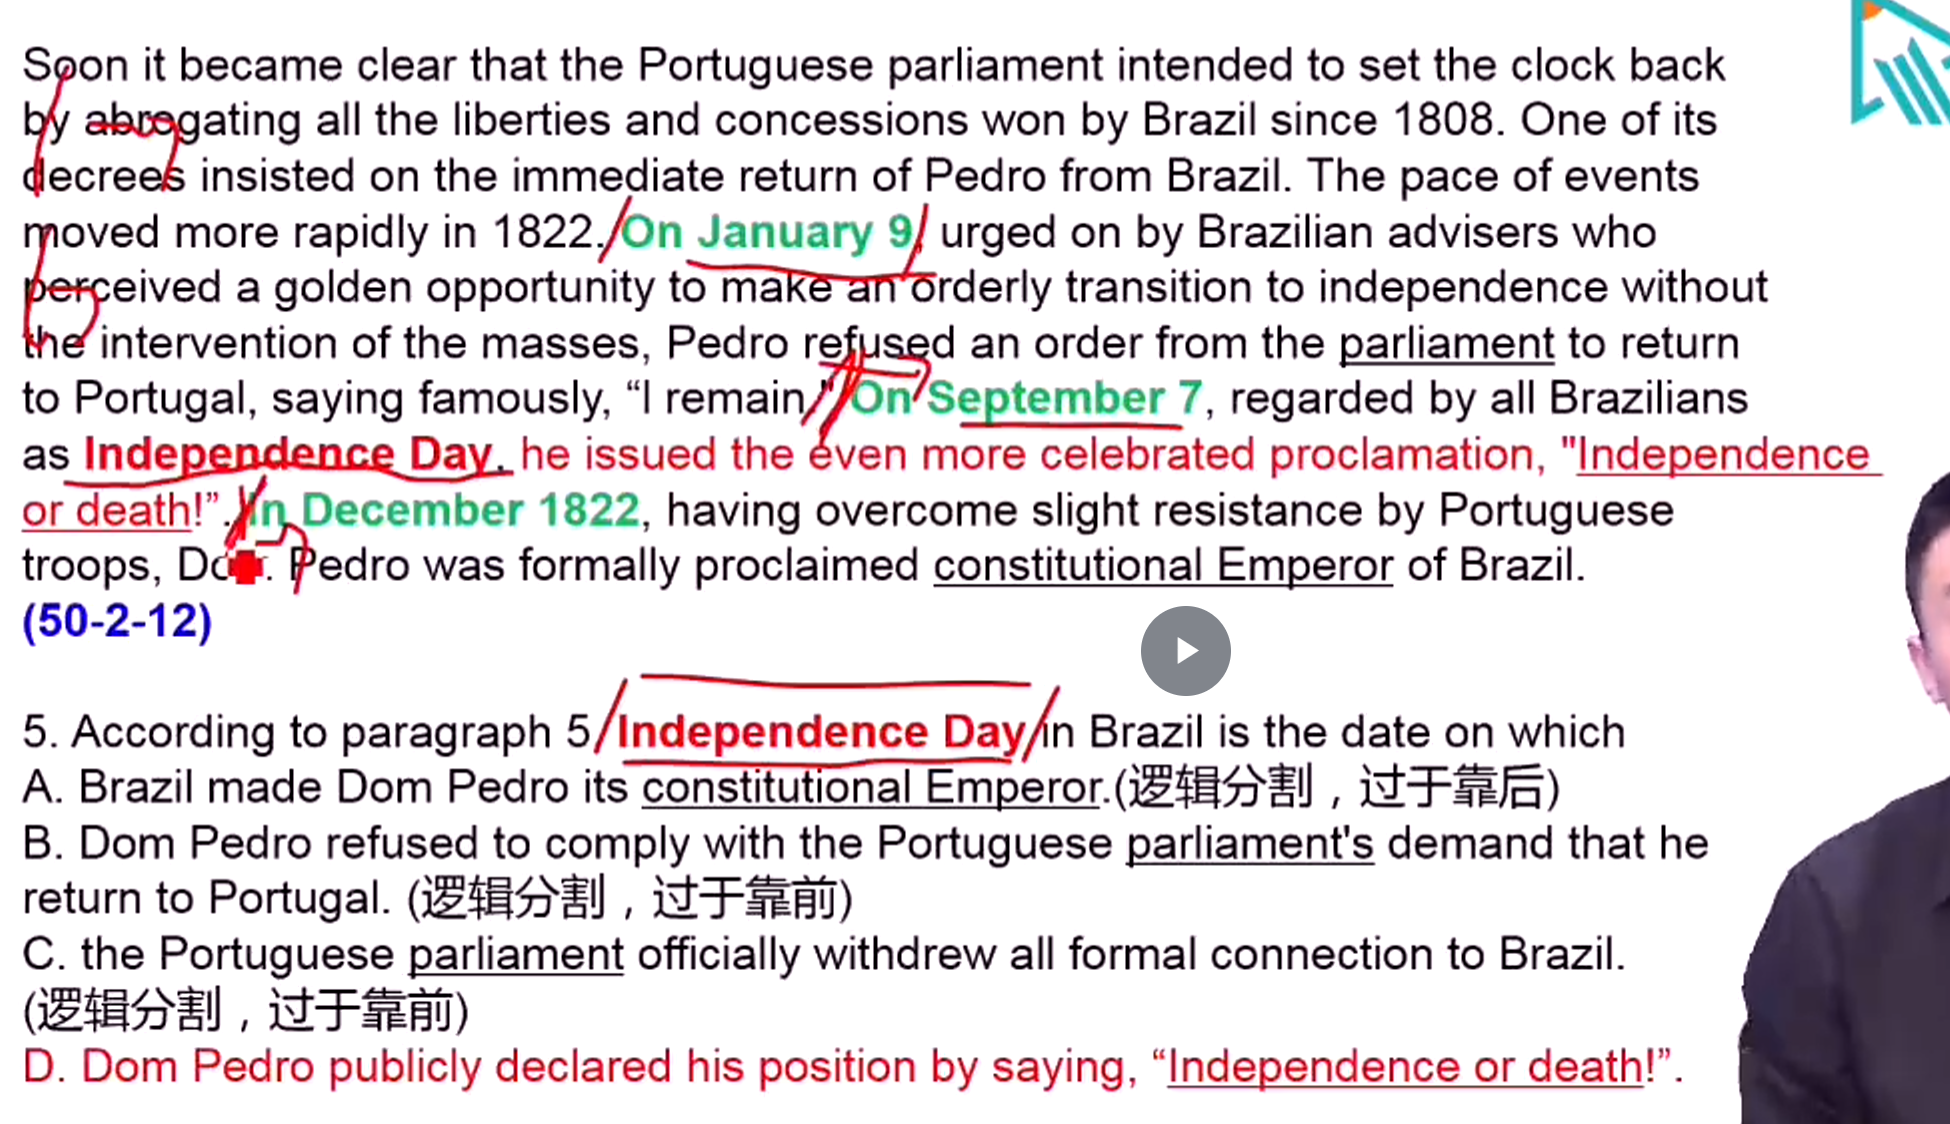 Soon it became clear that the Portuguese parliament intended to set the clock back
by abrogating all the liberties and concessions won by Brazil since 1808. One of its
decrees insisted on the immediate return of Pedro from Brazil. The pace of events
moved more rapidly in 1822. On January 9, urged on by Brazilian advisers who
perceived a golden opportunity to make an orderly transition to independence without
the intervention of the masses, Pedro refused an order from the parliament to return
to Portugal, saying famously, “I remain." On September 7, regarded by all Brazilians
as Independence Day, he issued the even more celebrated proclamation, "Independence
or death!”. In December 1822, having overcome slight resistance by Portuguese
troops, Pedro was formally proclaimed constitutional Emperor of Brazil.
(50-2-12)
5. According to paragraph 5 Independence Day in Brazil is the date on which
A. Brazil made Dom Pedro its constitutional Emperor.(逻辑分割，过于靠后)
B. Dom Pedro refused to comply with the Portuguese parliament's demand that he
return to Portugal. (逻辑分割，过于靠前)
C. the Portuguese parliament officially withdrew all formal connection to Brazil.
(逻辑分割，过于靠前)
D. Dom Pedro publicly declared his position by saying, “Independence or death!”.